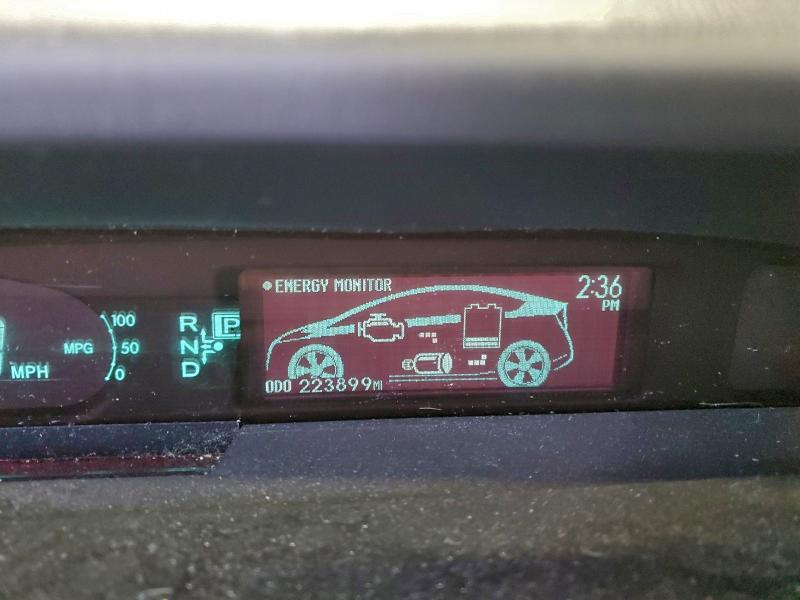 ENERGY MONITOR
2:36
PM
100
50
0
MPG
MPH
R
P
N
D
ODO 223899MI